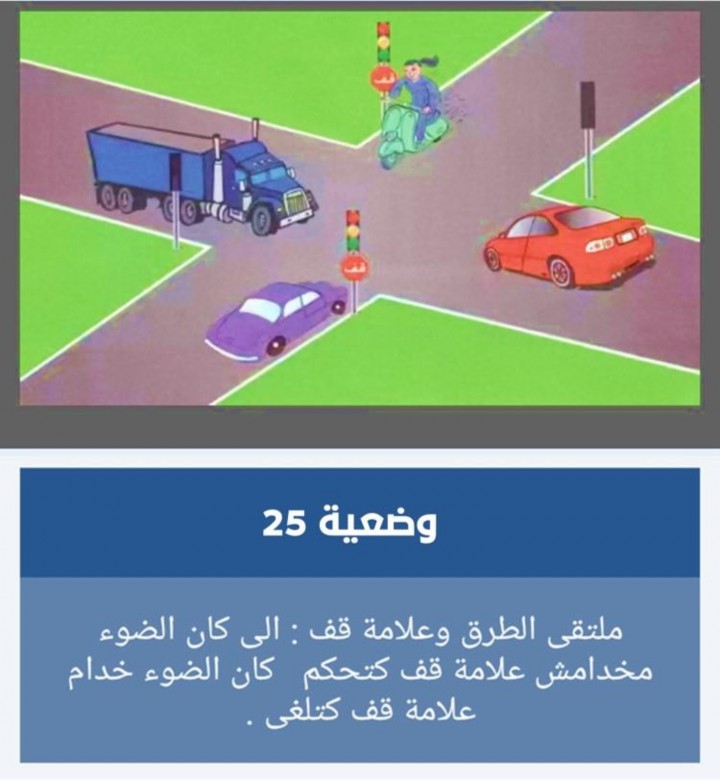 قف
قف
وضعية 25
ملتقى الطرق وعلامة قف : الى كان الضوء
مخدامش علامة قف كتحكم كان الضوء خدام
علامة قف كتلغى .